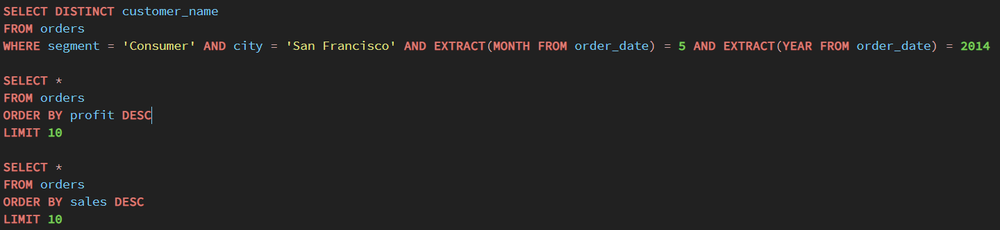 SELECT DISTINCT customer_name
FROM orders
WHERE segment = 'Consumer' AND city = 'San Francisco' AND EXTRACT(MONTH FROM order_date) = 5 AND EXTRACT(YEAR FROM order_date) = 2014

SELECT *
FROM orders
ORDER BY profit DESC
LIMIT 10

SELECT *
FROM orders
ORDER BY sales DESC
LIMIT 10